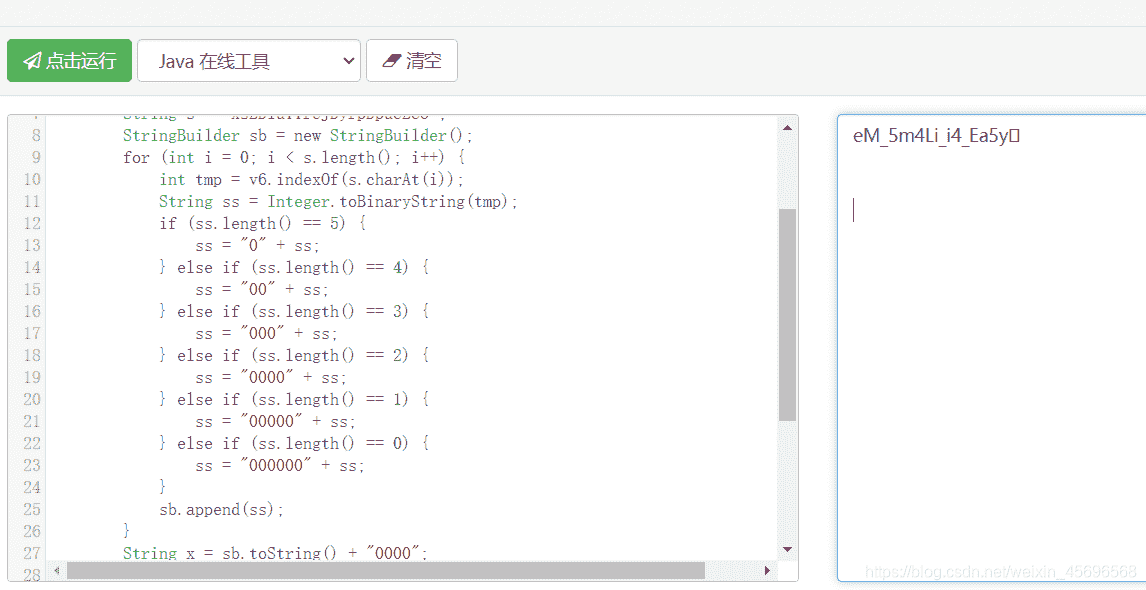 点击运行 Java 在线工具 清空
8 StringBuilder sb = new StringBuilder();
9 for (int i = 0; i < s.length(); i++) {
10 int tmp = v6.indexOf(s.charAt(i));
11 String ss = Integer.toBinaryString(tmp);
12 if (ss.length() == 5) {
13 ss = "0" + ss;
14 } else if (ss.length() == 4) {
15 ss = "00" + ss;
16 } else if (ss.length() == 3) {
17 ss = "000" + ss;
18 } else if (ss.length() == 2) {
19 ss = "0000" + ss;
20 } else if (ss.length() == 1) {
21 ss = "00000" + ss;
22 } else if (ss.length() == 0) {
23 ss = "000000" + ss;
24 }
25 sb.append(ss);
26 }
27 String x = sb.toString() + "0000";
28
eM_5m4Li_i4_Ea5y
https://blog.csdn.net/weixin_45696568